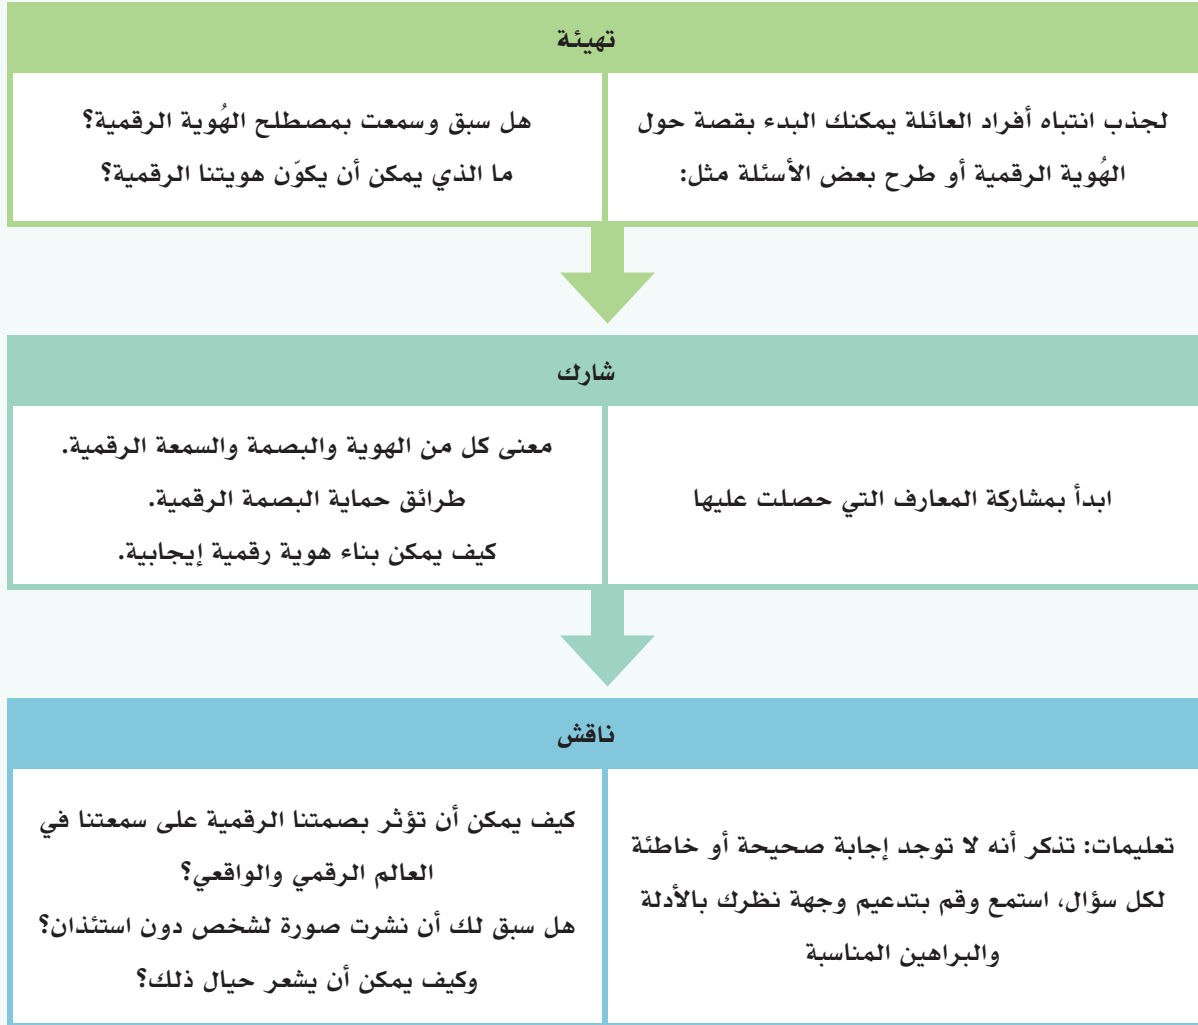 تهيئة
لجذب انتباه أفراد العائلة يمكنك البدء بقصة حول
الهُوية الرقمية أو طرح بعض الأسئلة مثل:
هل سبق وسمعت بمصطلح الهُوية الرقمية؟
ما الذي يمكن أن يكوّن هويتنا الرقمية؟
شارك
ابدأ بمشاركة المعارف التي حصلت عليها
معنى كل من الهوية والبصمة والسمعة الرقمية.
طرائق حماية البصمة الرقمية.
كيف يمكن بناء هوية رقمية إيجابية.
ناقش
تعليمات: تذكر أنه لا توجد إجابة صحيحة أو خاطئة
لكل سؤال، استمع وقم بتدعيم وجهة نظرك بالأدلة
والبراهين المناسبة
كيف يمكن أن تؤثر بصمتنا الرقمية على سمعتنا في
العالم الرقمي والواقعي؟
هل سبق لك أن نشرت صورة لشخص دون استئذان؟
وكيف يمكن أن يشعر حيال ذلك؟